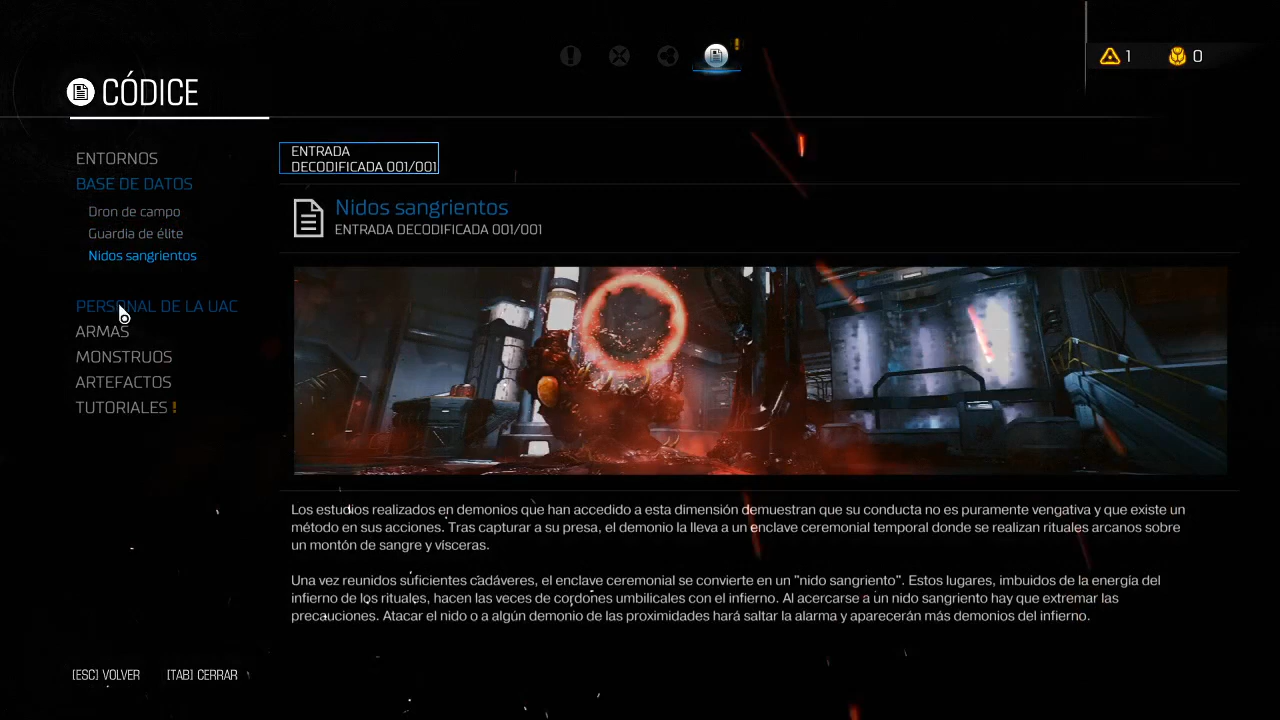 1
0
CÓDICE
ENTORNOS
BASE DE DATOS
Dron de campo
Guardia de élite
Nidos sangrientos
PERSONAL DE LA UAC
ARMAS
MONSTRUOS
ARTEFACTOS
TUTORIALES !
ENTRADA
DECODIFICADA 001/001
Nidos sangrientos
ENTRADA DECODIFICADA 001/001
Los estudios realizados en demonios que han accedido a esta dimensión demuestran que su conducta no es puramente vengativa y que existe un
método en sus acciones. Tras capturar a su presa, el demonio la lleva a un enclave ceremonial temporal donde se realizan rituales arcanos sobre
un montón de sangre y vísceras.
Una vez reunidos suficientes cadáveres, el enclave ceremonial se convierte en un "nido sangriento". Estos lugares, imbuidos de la energía del
infierno de los rituales, hacen las veces de cordones umbilicales con el infierno. Al acercarse a un nido sangriento hay que extremar las
precauciones. Atacar el nido o a algún demonio de las proximidades hará saltar la alarma y aparecerán más demonios del infierno.
[ESC] VOLVER
[TAB] CERRAR